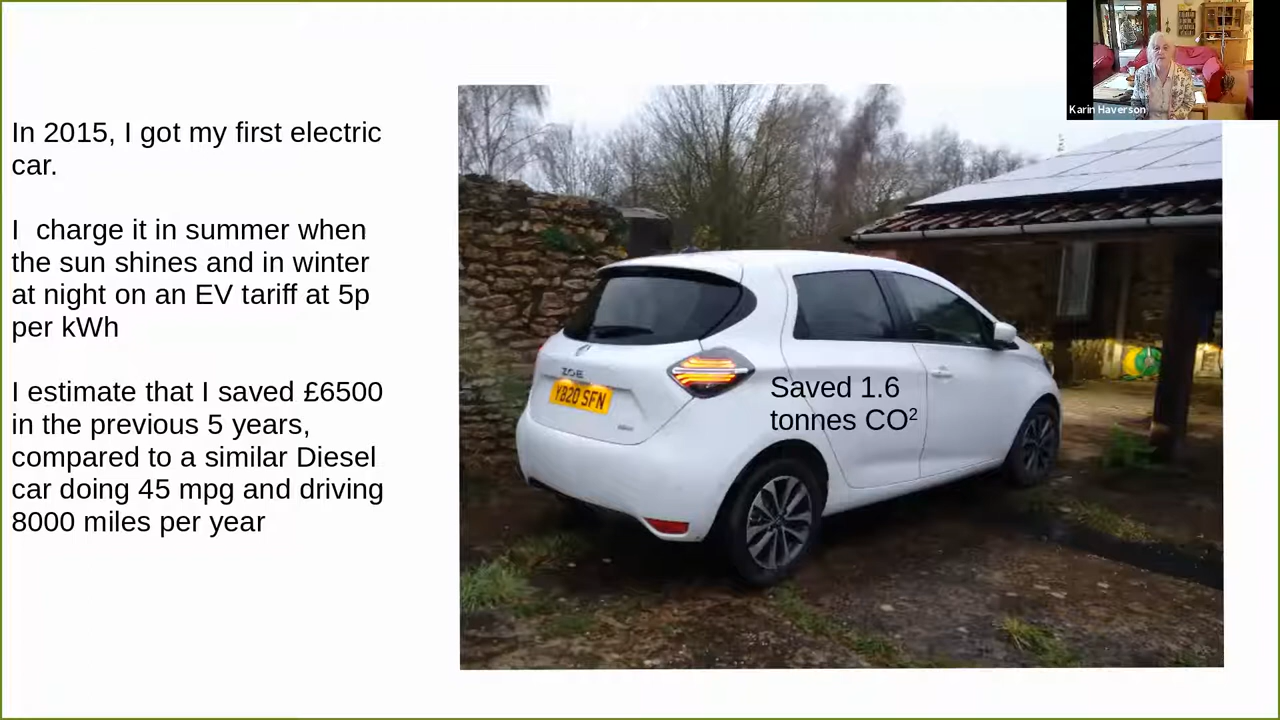 In 2015, I got my first electric
car.
I  charge it in summer when
the sun shines and in winter
at night on an EV tariff at 5p
per kWh
I estimate that I saved £6500
in the previous 5 years,
compared to a similar Diesel
car doing 45 mpg and driving
8000 miles per year
Karin Haverson
ZOE
YB20 SFN
Saved 1.6
tonnes CO²